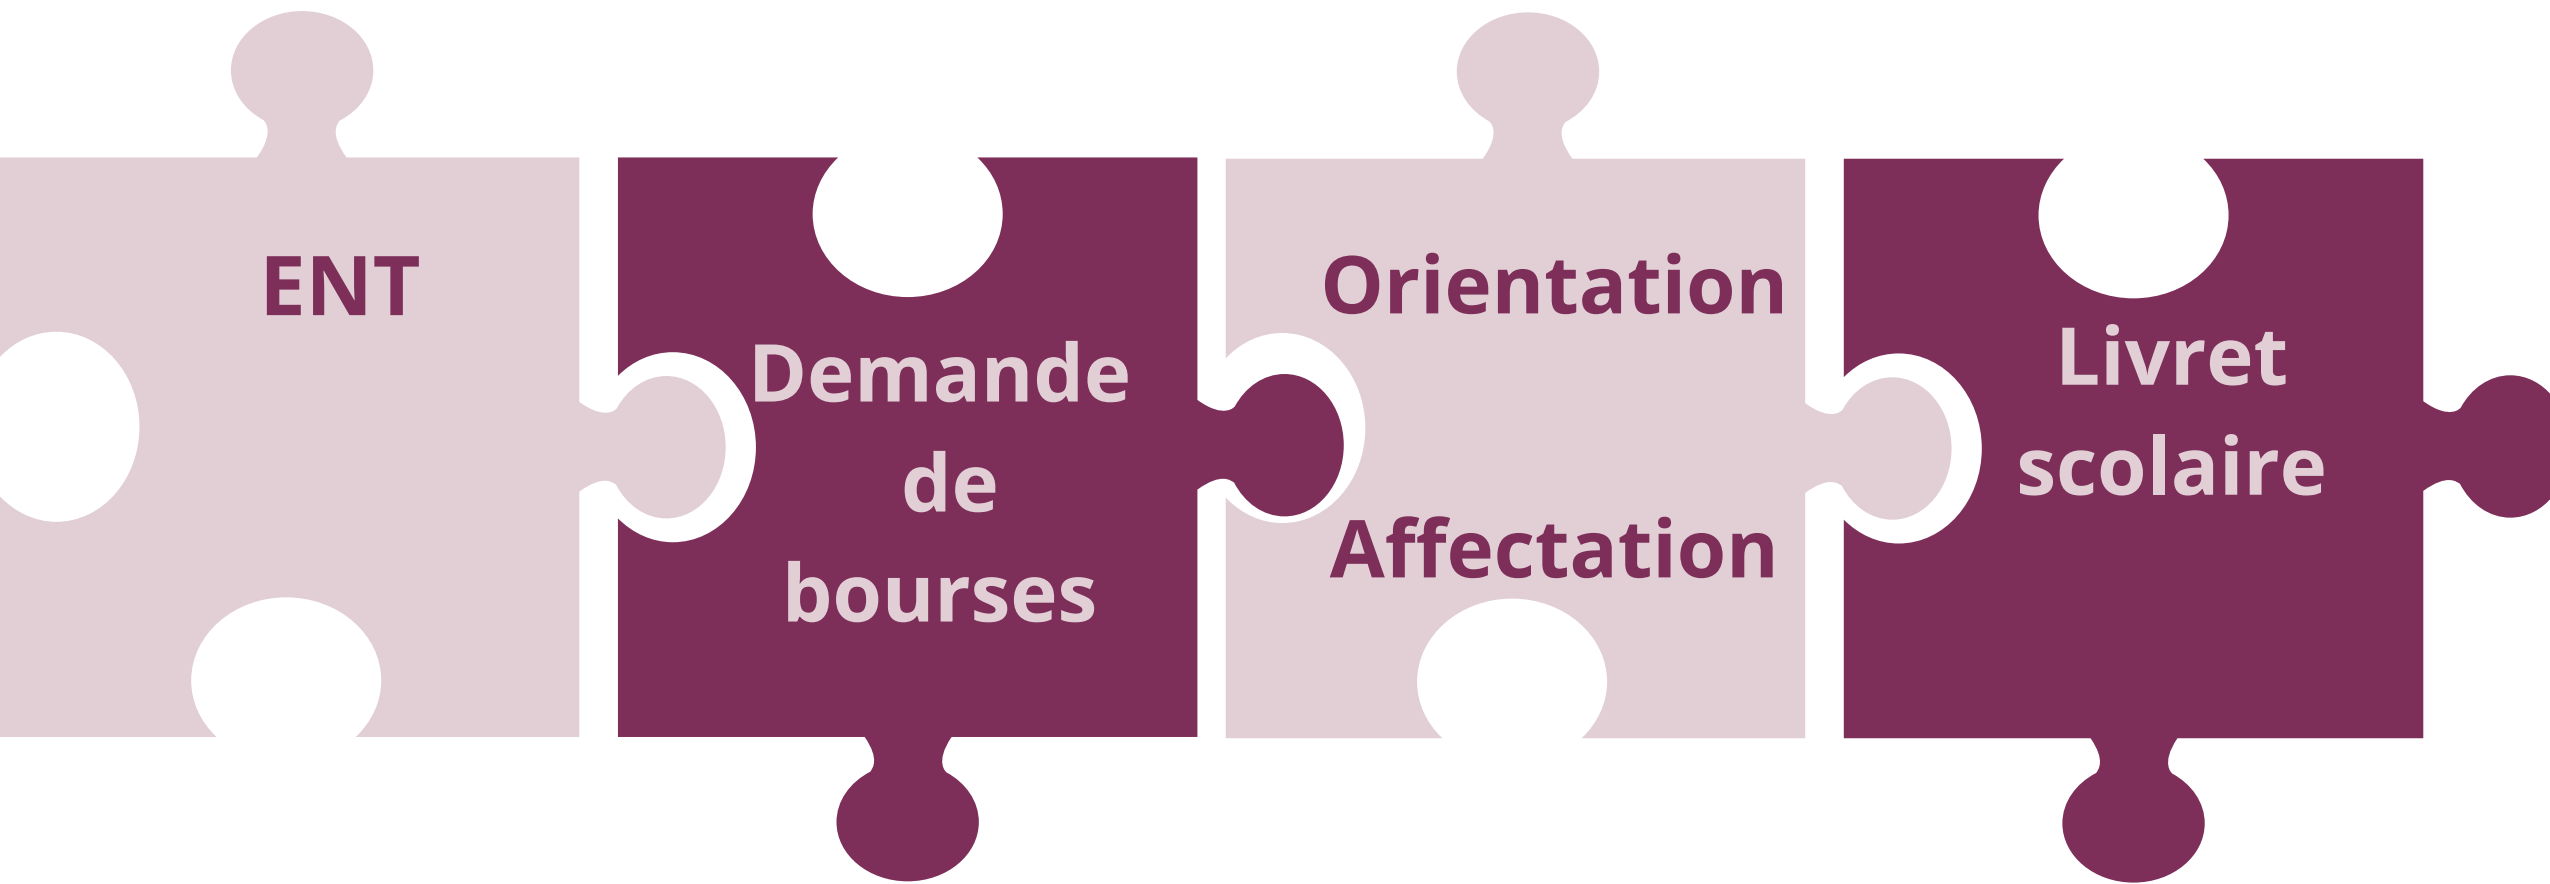 ENT
Demande
de
bourses
Orientation
Affectation
Livret
scolaire